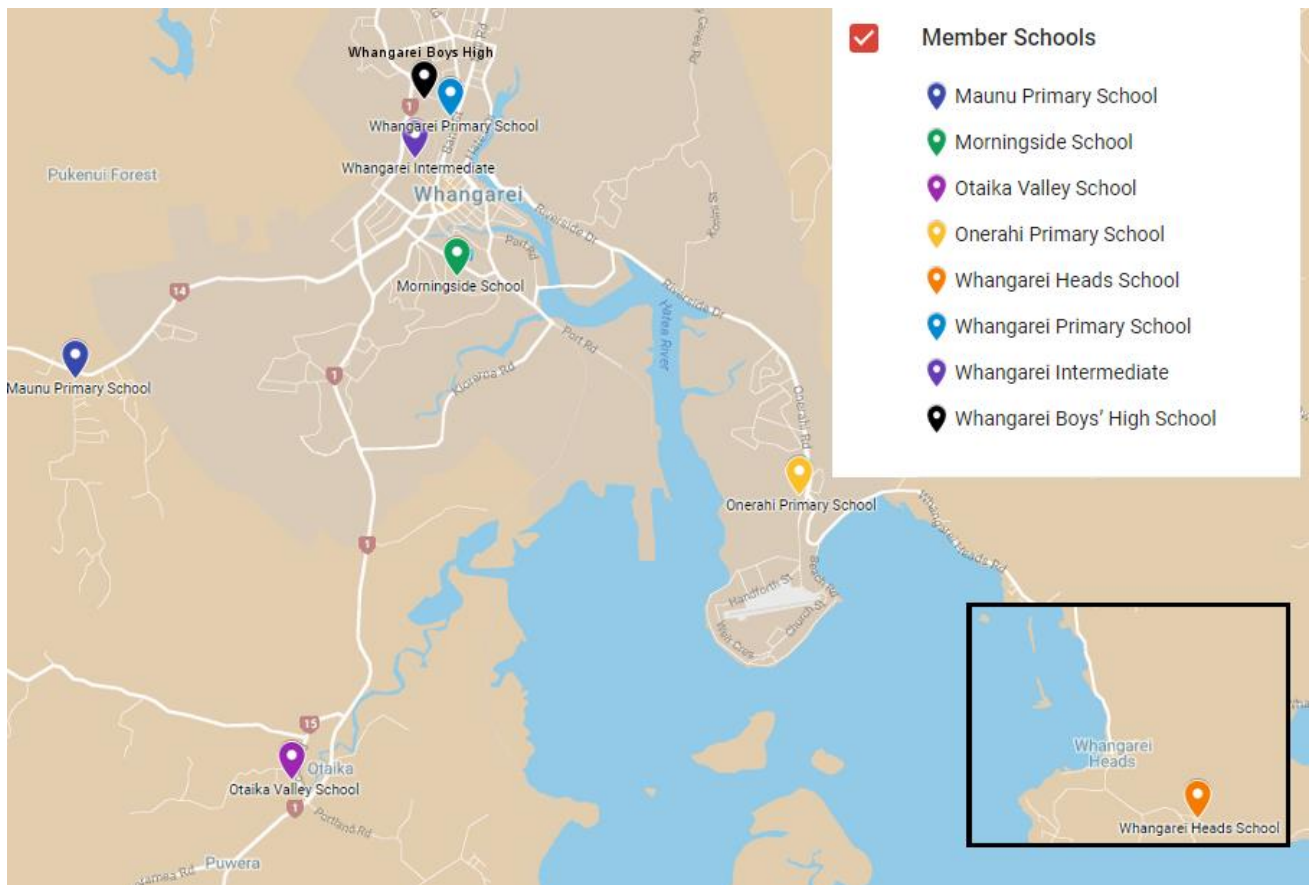 Member Schools
Maunu Primary School
Morningside School
Otaika Valley School
Onerahi Primary School
Whangarei Heads School
Whangarei Primary School
Whangarei Intermediate
Whangarei Boys' High School
Whangarei Boys High
1
Whangarei Primary School
Whangarei Intermediate
Pukenui Forest
Whangarei
Riverside Dr
Kosims St
Port Rd
Morningside School
14
Riverside Dr
Hatea River
Port Rd
Maunu Primary School
1
Kioreroa Rd
Onerahi Rd
Onerahi Primary School
Whangarei Heads Rd
1
Beach Rd
Handforth St
Church St
15
Otaika
Otaika Valley School
1
Portland Rd
Puwera
Whangarei
Heads
Whangarei Heads School